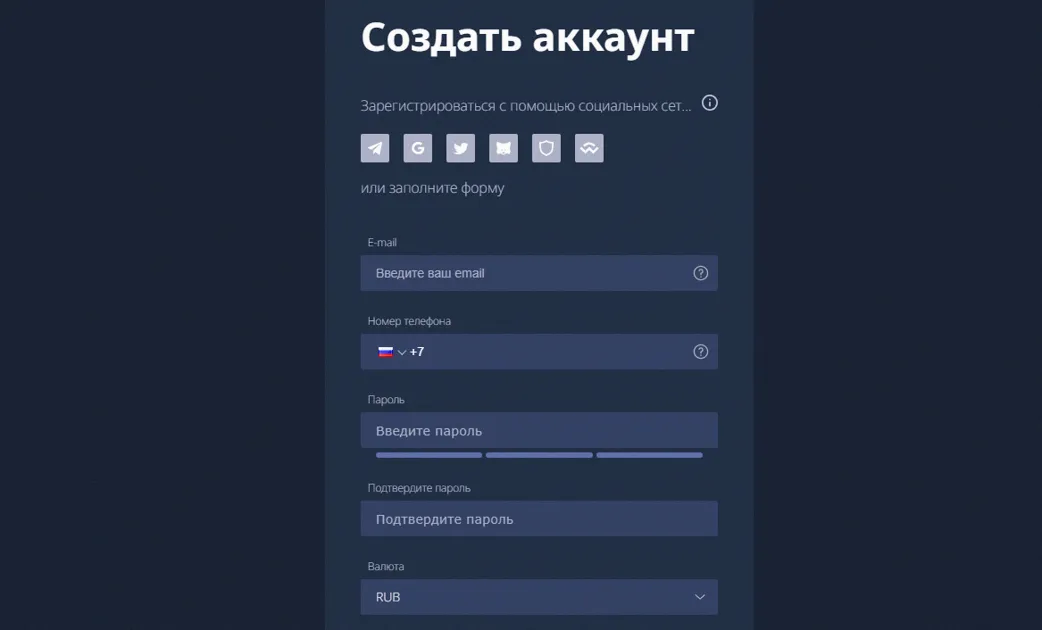 Создать аккаунт
Зарегистрироваться с помощью социальных сет...
или заполните форму
E-mail
Введите ваш email
Номер телефона
+7
Пароль
Введите пароль
Подтвердите пароль
Подтвердите пароль
Валюта
RUB